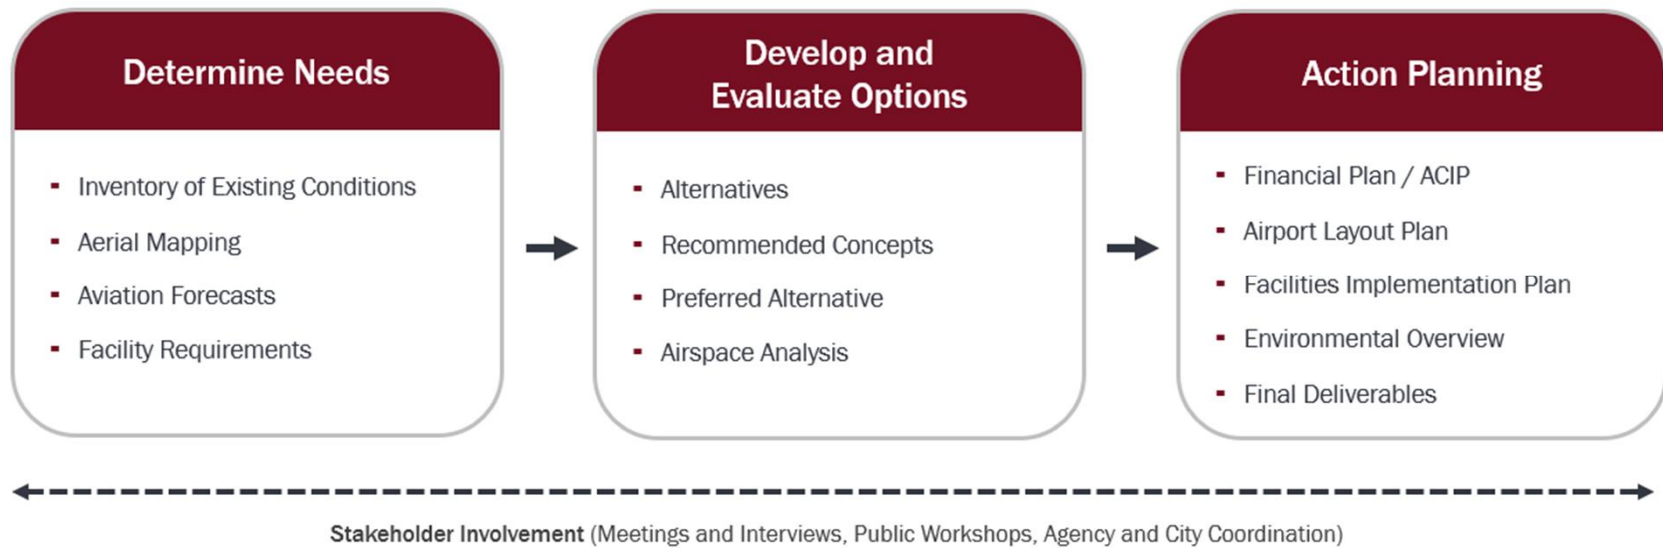 Determine Needs
Inventory of Existing Conditions
Aerial Mapping
Aviation Forecasts
Facility Requirements
Develop and
Evaluate Options
Alternatives
Recommended Concepts
Preferred Alternative
Airspace Analysis
Action Planning
Financial Plan / ACIP
Airport Layout Plan
Facilities Implementation Plan
Environmental Overview
Final Deliverables
Stakeholder Involvement (Meetings and Interviews, Public Workshops, Agency and City Coordination)